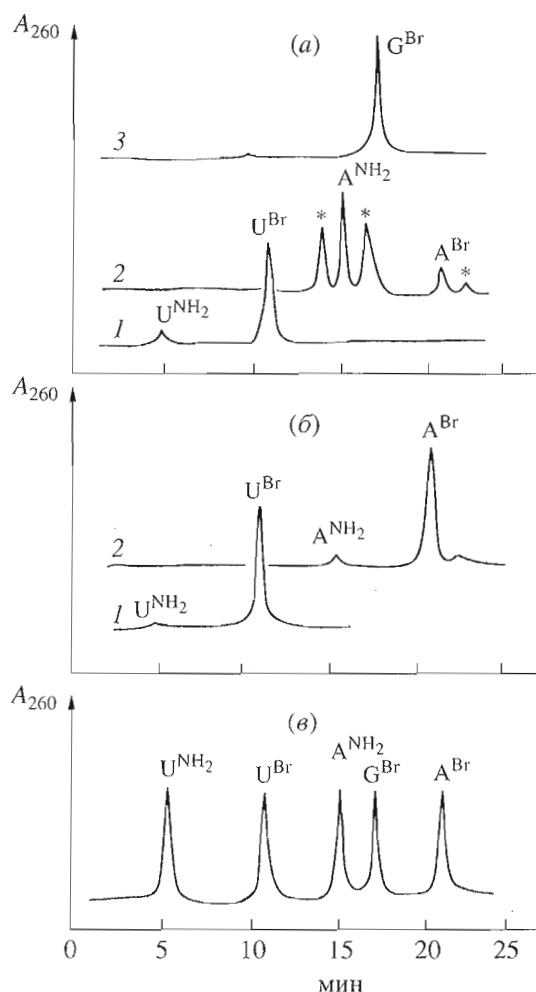 A₂₆₀
(а)
G^Br
3
A^NH₂
U^Br
*
*
A^Br
2
*
U^NH₂
1
A₂₆₀
(б)
A^Br
U^Br
2
A^NH₂
1
U^NH₂
A₂₆₀
(в)
U^NH₂
U^Br
A^NH₂
G^Br
A^Br
0 5 10 15 20 25
мин